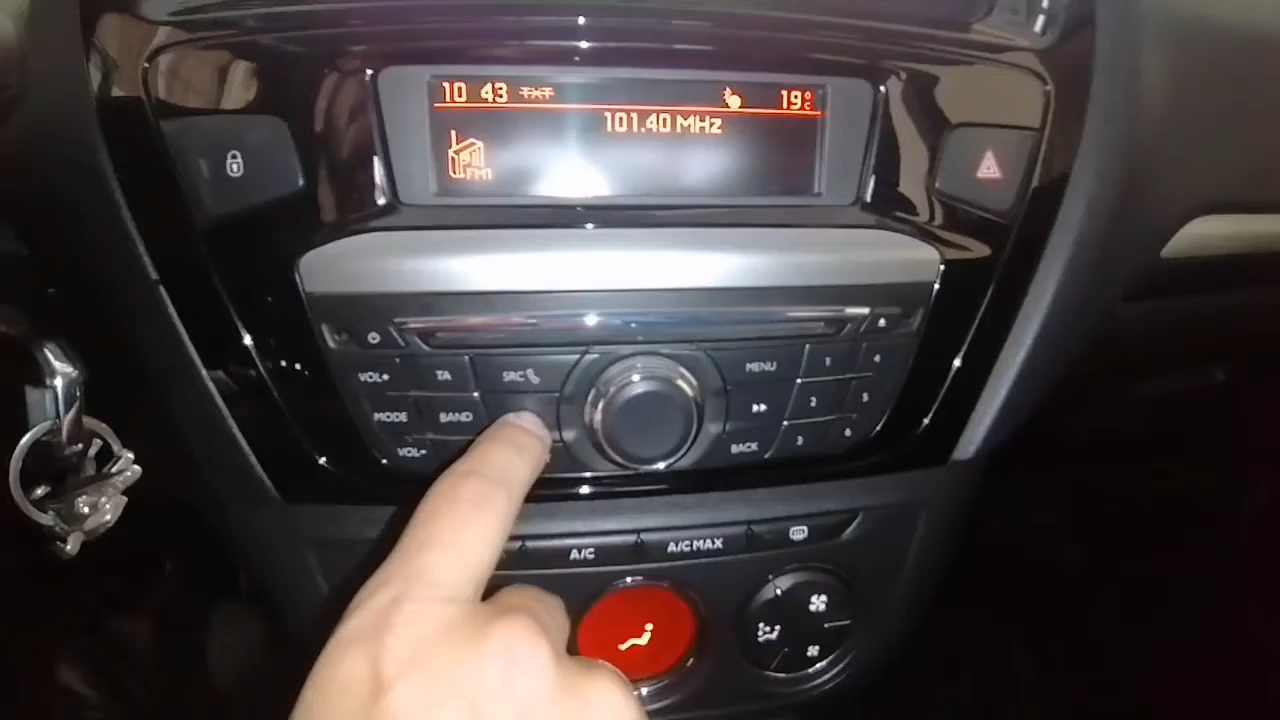 10 43 TXT 19°C
101.40 MHz
FM1
VOL+ TA SRC MENU 1 4
MODE BAND 2 5
VOL- BACK 3 6
A/C A/C MAX